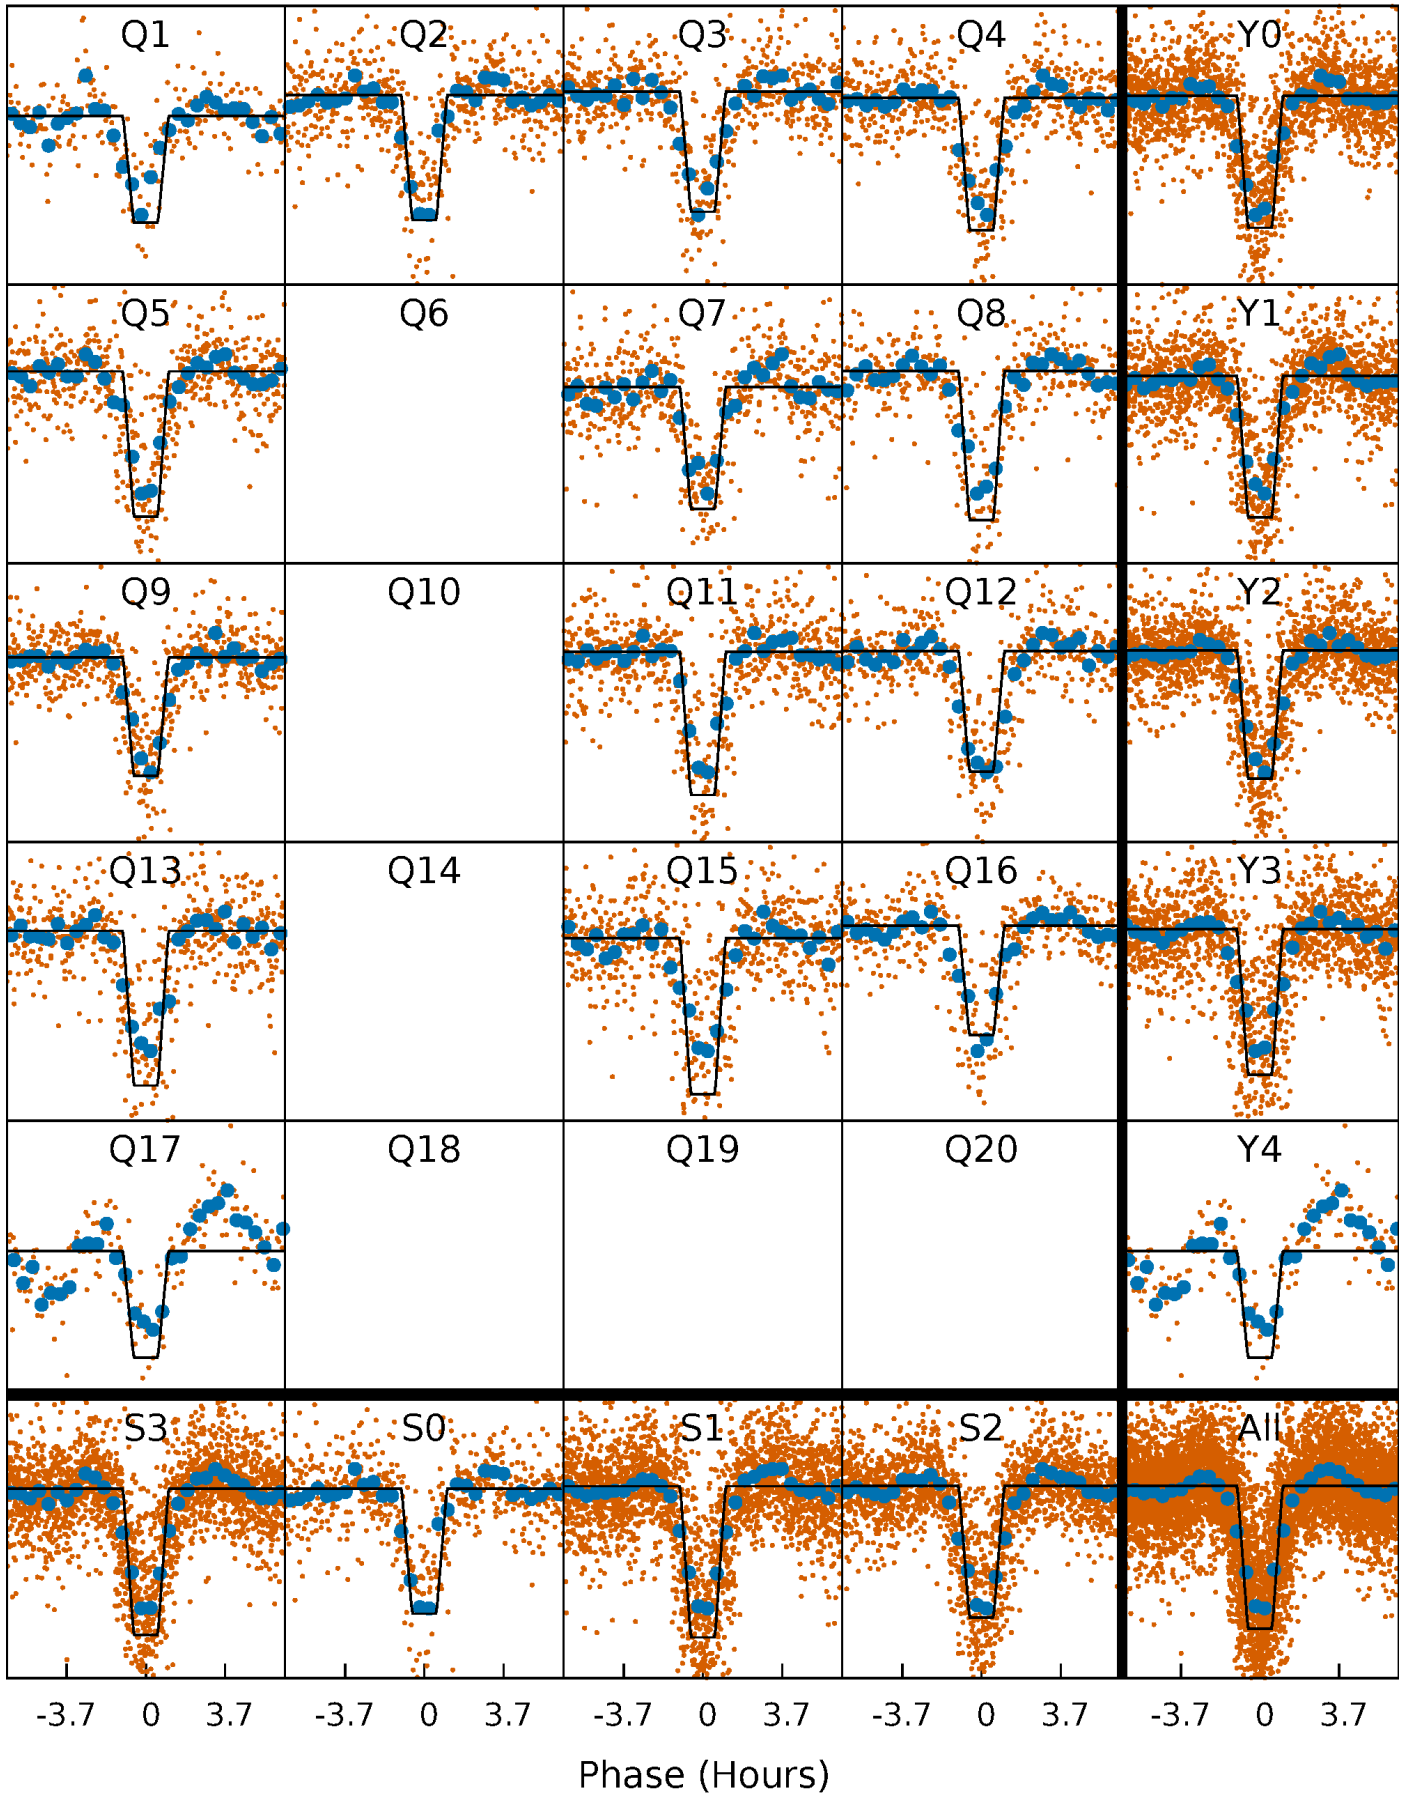 Q1 Q2 Q3 Q4 Y0
Q5 Q6 Q7 Q8 Y1
Q9 Q10 Q11 Q12 Y2
Q13 Q14 Q15 Q16 Y3
Q17 Q18 Q19 Q20 Y4
S3 S0 S1 S2 All
-3.7 0 3.7 -3.7 0 3.7 -3.7 0 3.7 -3.7 0 3.7 -3.7 0 3.7
Phase (Hours)